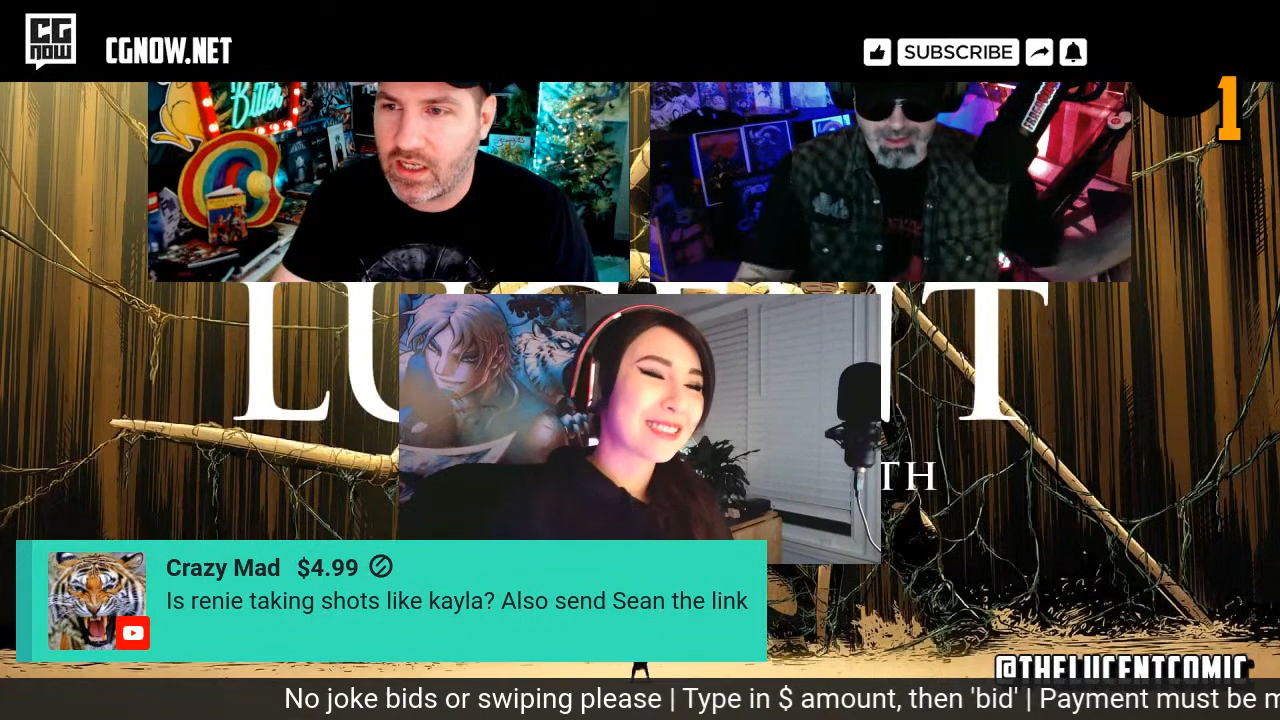 CG
NOW
CGNOW.NET
SUBSCRIBE
1
Bitter
TH
Crazy Mad $4.99
Is renie taking shots like kayla? Also send Sean the link
@THELUCENTCOMIC
No joke bids or swiping please | Type in $ amount, then 'bid' | Payment must be m